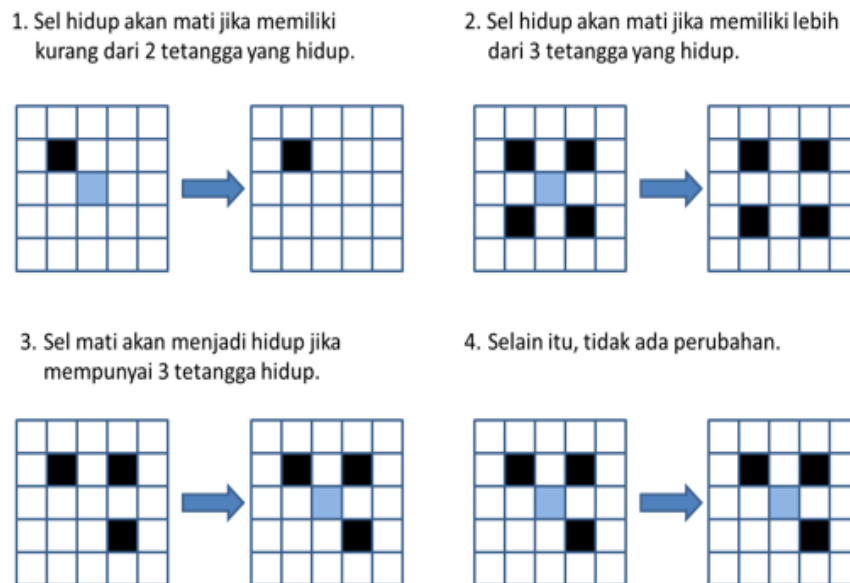 1. Sel hidup akan mati jika memiliki
kurang dari 2 tetangga yang hidup.
2. Sel hidup akan mati jika memiliki lebih
dari 3 tetangga yang hidup.
3. Sel mati akan menjadi hidup jika
mempunyai 3 tetangga hidup.
4. Selain itu, tidak ada perubahan.